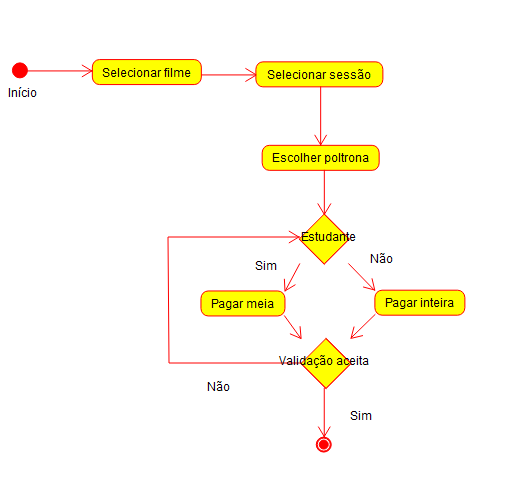 Selecionar filme
Selecionar sessão
Início
Escolher poltrona
Estudante
Sim
Não
Pagar meia
Pagar inteira
Validação aceita
Não
Sim